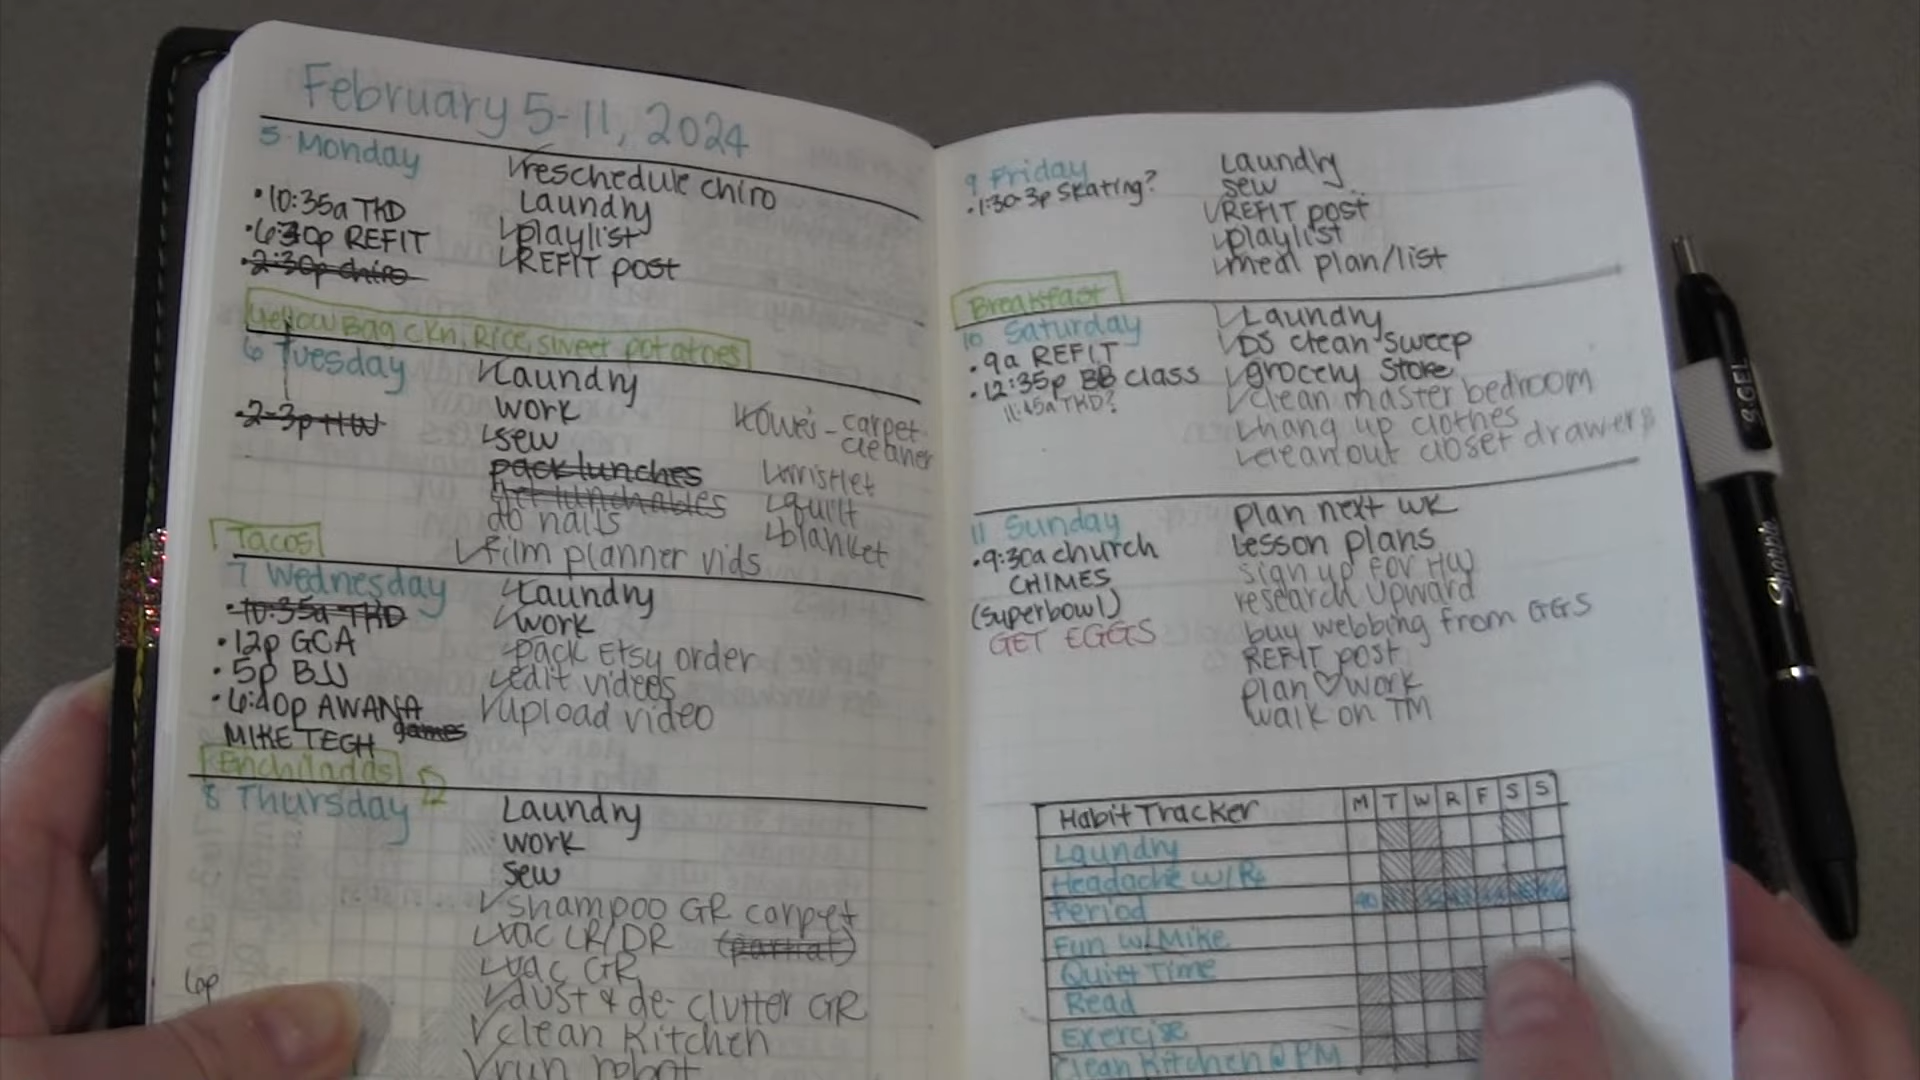 February 5-11, 2024
5 Monday
•10:35a TKD
•6:30p REFIT
•2:30p chiro
reschedule chiro
Laundry
playlist
REFIT post
Yellow Bag ckn, Rice, sweet potatoes
6 Tuesday
•2-3p HW
Laundry
work
sew
pack lunches
get lunchables
do nails
film planner vids
Lowe's - carpet
cleaner
wristlet
quilt
blanket
Tacos
7 Wednesday
•10:35a TKD
•12p GCA
•5p BJJ
•6:40p AWANA
games
MIKE TECH
Laundry
work
pack Etsy order
edit videos
upload video
Enchiladas
8 Thursday
6p
Laundry
work
sew
shampoo GR carpet
vac LR/DR (partial)
vac GR
dust & de-clutter GR
clean kitchen
run robot
9 Friday
•1:30-3p skating?
Laundry
sew
REFIT post
playlist
meal plan/list
Breakfast
10 Saturday
•9a REFIT
•12:35p BB class
11:45a TKD?
Laundry
DS clean sweep
grocery store
clean master bedroom
hang up clothes
clean out closet drawers
11 Sunday
•9:30a church
CHIMES
(superbowl)
GET EGGS
plan next wk
Lesson plans
sign up for HW
research Upward
buy webbing from GGS
REFIT post
plan ♡ work
walk on TM
Habit Tracker M T W R F S S
Laundry
Headache w/Rx
Period
Fun w/Mike
Quiet Time
Read
Exercise
Clean Kitchen @ PM
S·GEL
Sharpie